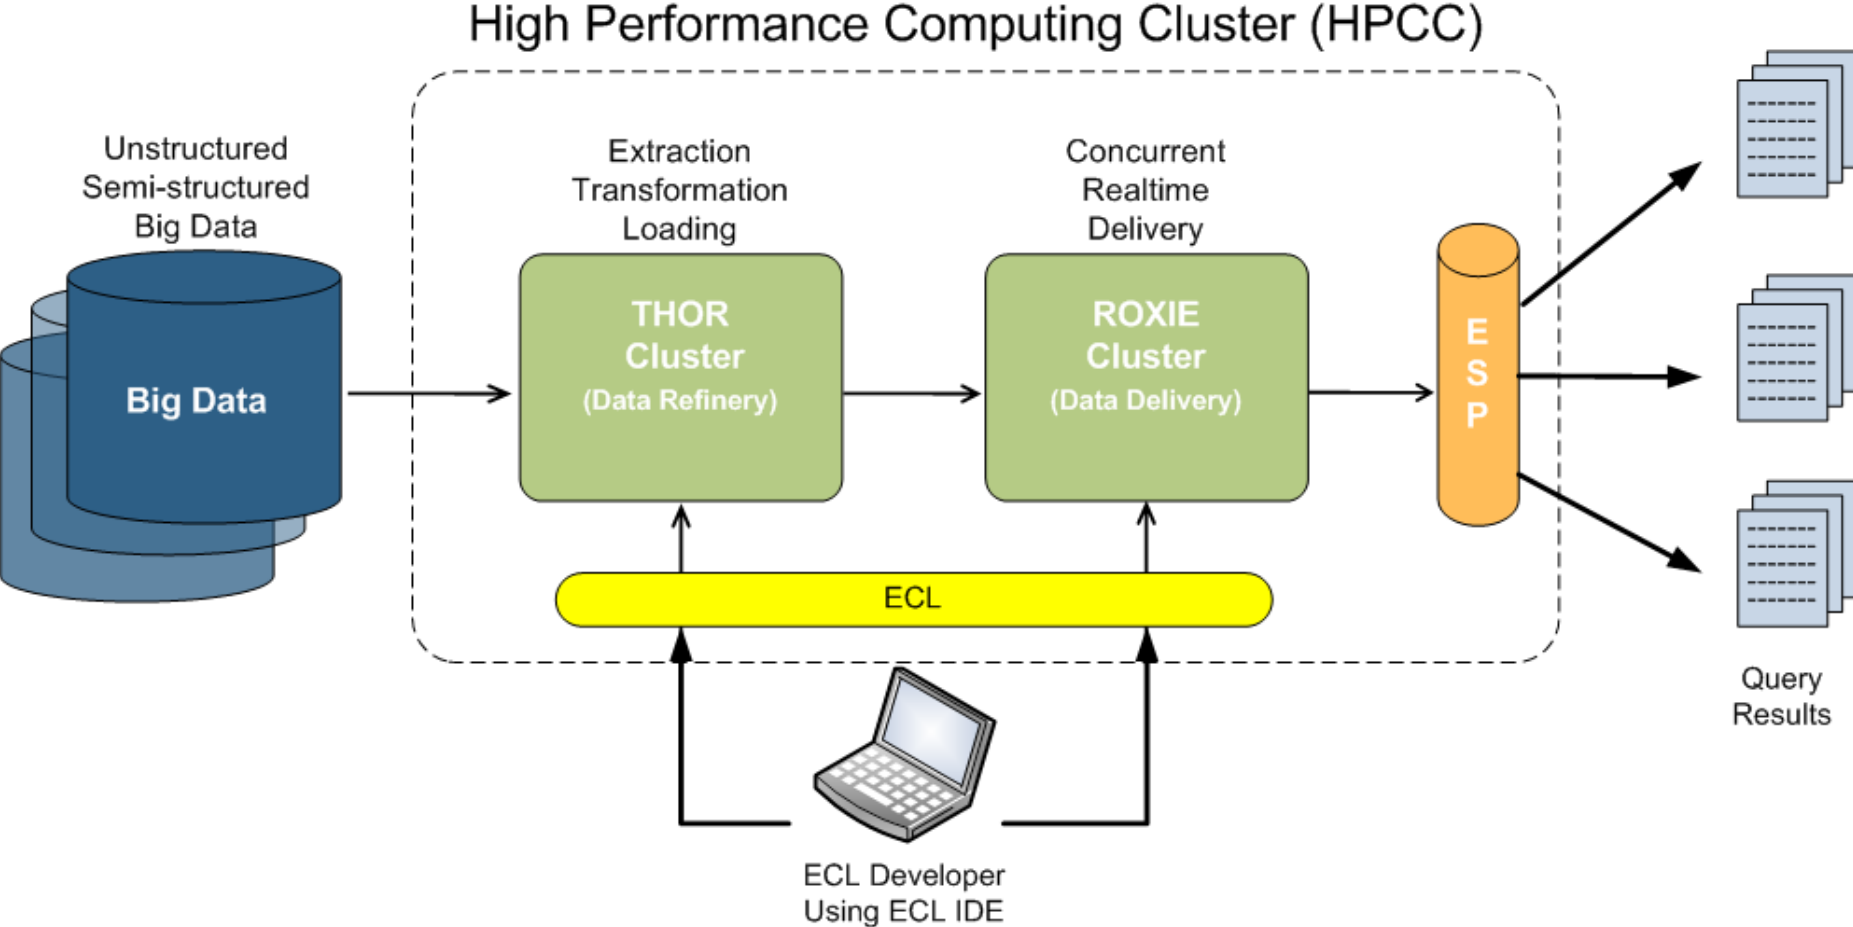 High Performance Computing Cluster (HPCC)
Unstructured
Semi-structured
Big Data
Big Data
Extraction
Transformation
Loading
THOR
Cluster
(Data Refinery)
Concurrent
Realtime
Delivery
ROXIE
Cluster
(Data Delivery)
E
S
P
ECL
ECL Developer
Using ECL IDE
Query
Results